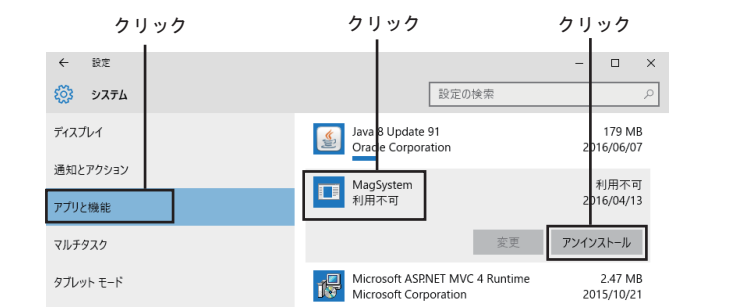 クリック
クリック
クリック
設定
システム
設定の検索
ディスプレイ
通知とアクション
アプリと機能
マルチタスク
タブレット モード
Java 8 Update 91
179 MB
Oracle Corporation
2016/06/07
MagSystem
利用不可
利用不可
2016/04/13
変更
アンインストール
Microsoft ASP.NET MVC 4 Runtime
2.47 MB
Microsoft Corporation
2015/10/21